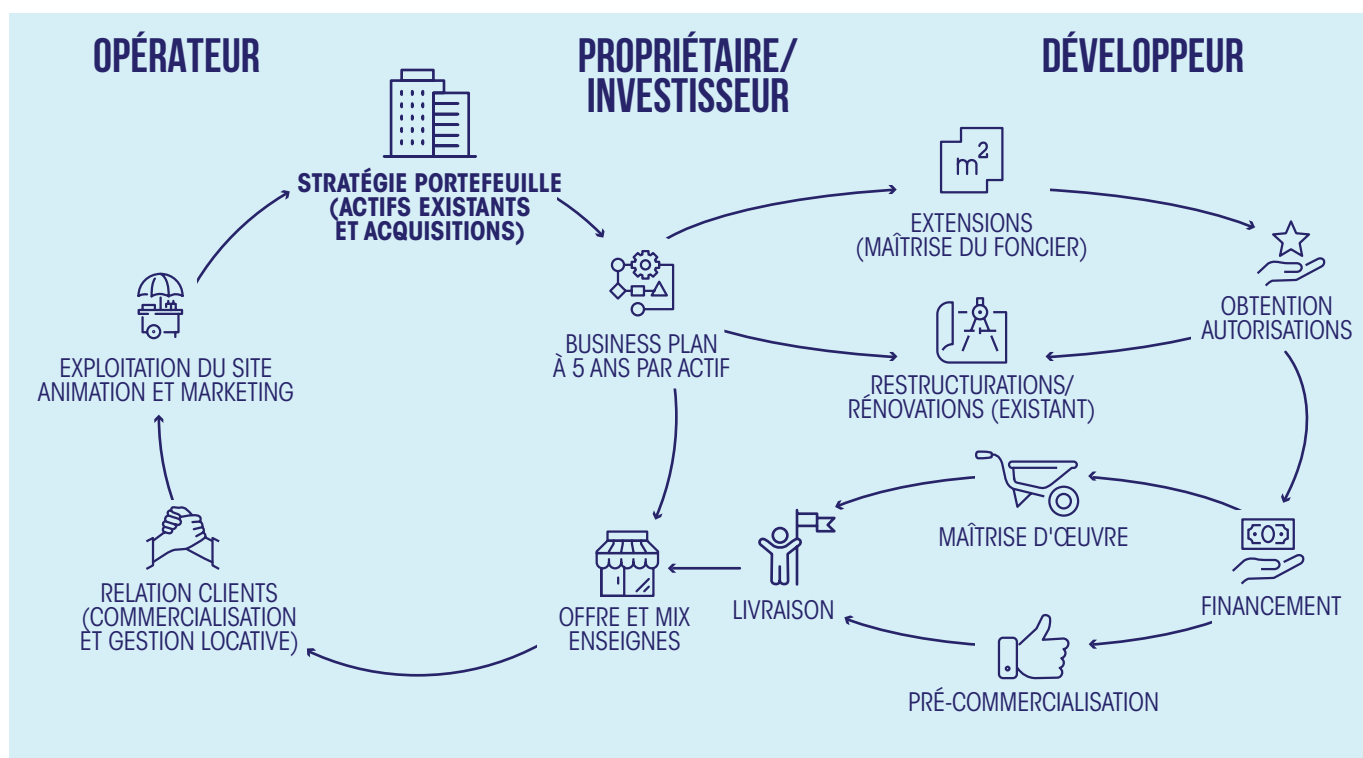 OPÉRATEUR
PROPRIÉTAIRE/
INVESTISSEUR
DÉVELOPPEUR
STRATÉGIE PORTEFEUILLE
(ACTIFS EXISTANTS
ET ACQUISITIONS)
m²
EXTENSIONS
(MAÎTRISE DU FONCIER)
OBTENTION
AUTORISATIONS
BUSINESS PLAN
À 5 ANS PAR ACTIF
EXPLOITATION DU SITE
ANIMATION ET MARKETING
RESTRUCTURATIONS/
RÉNOVATIONS (EXISTANT)
MAÎTRISE D'ŒUVRE
RELATION CLIENTS
(COMMERCIALISATION
ET GESTION LOCATIVE)
OFFRE ET MIX
ENSEIGNES
LIVRAISON
FINANCEMENT
PRÉ-COMMERCIALISATION